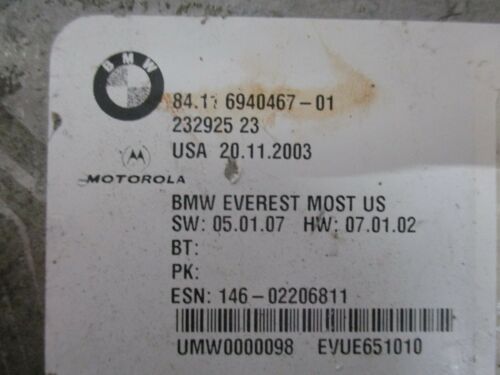 BMW
84.11 6940467-01
232925 23
USA 20.11.2003
MOTOROLA
BMW EVEREST MOST US
SW: 05.01.07 HW: 07.01.02
BT:
PK:
ESN: 146-02206811
UMW0000098 EVUE651010